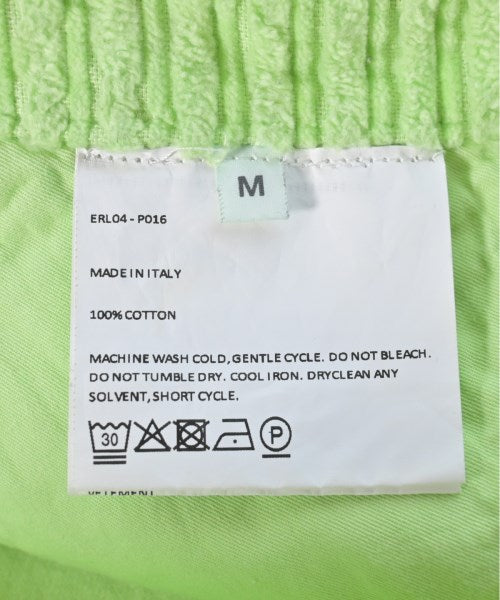 M
ERL04 - P016
MADE IN ITALY
100% COTTON
MACHINE WASH COLD, GENTLE CYCLE. DO NOT BLEACH.
DO NOT TUMBLE DRY. COOL IRON. DRYCLEAN ANY
SOLVENT, SHORT CYCLE.
30 P
VETEMENT